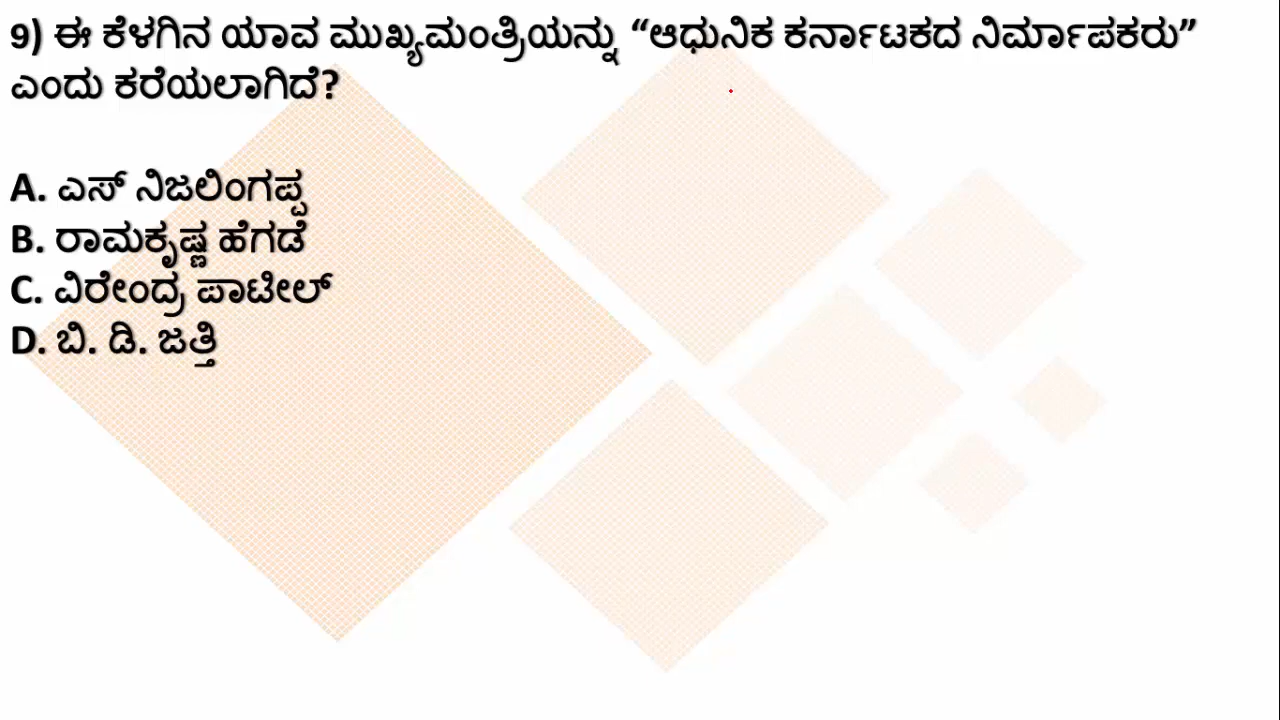 9) ಈ ಕೆಳಗಿನ ಯಾವ ಮುಖ್ಯಮಂತ್ರಿಯನ್ನು “ಆಧುನಿಕ ಕರ್ನಾಟಕದ ನಿರ್ಮಾಪಕರು”
ಎಂದು ಕರೆಯಲಾಗಿದೆ?
A. ಎಸ್ ನಿಜಲಿಂಗಪ್ಪ
B. ರಾಮಕೃಷ್ಣ ಹೆಗಡೆ
C. ವಿರೇಂದ್ರ ಪಾಟೀಲ್
D. ಬಿ. ಡಿ. ಜತ್ತಿ